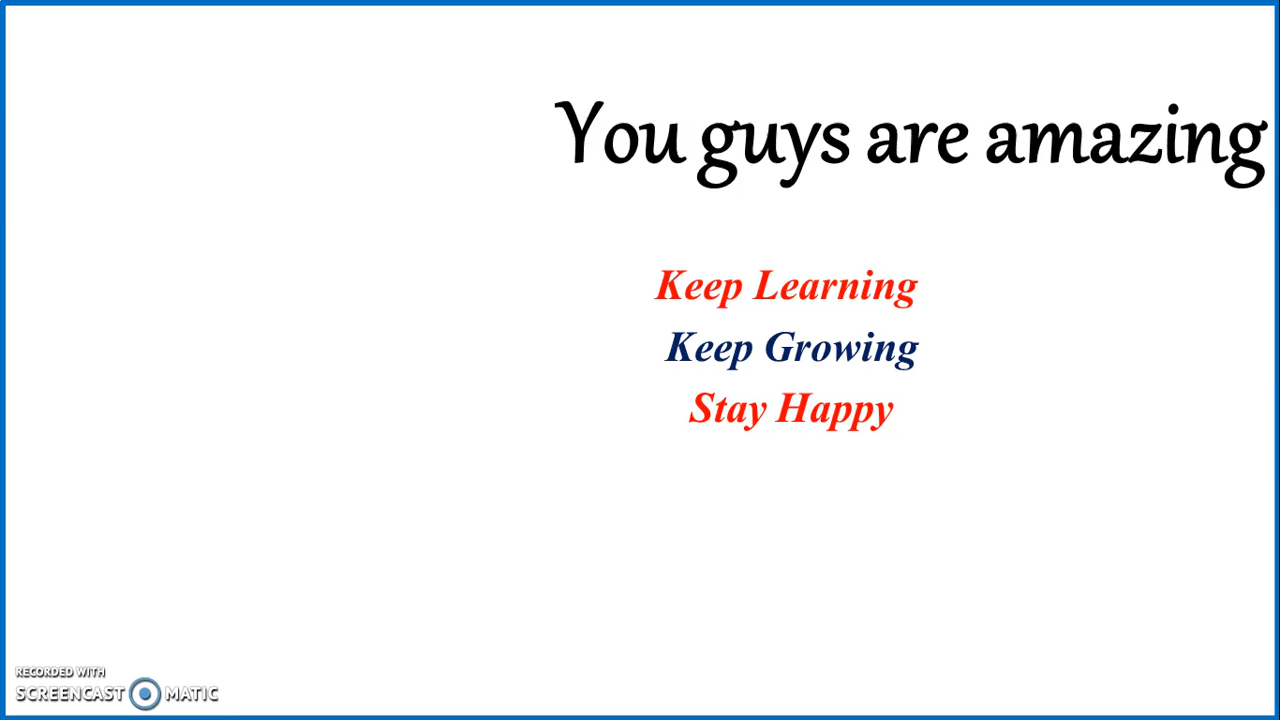 You guys are amazing
Keep Learning
Keep Growing
Stay Happy
RECORDED WITH
SCREENCAST MATIC